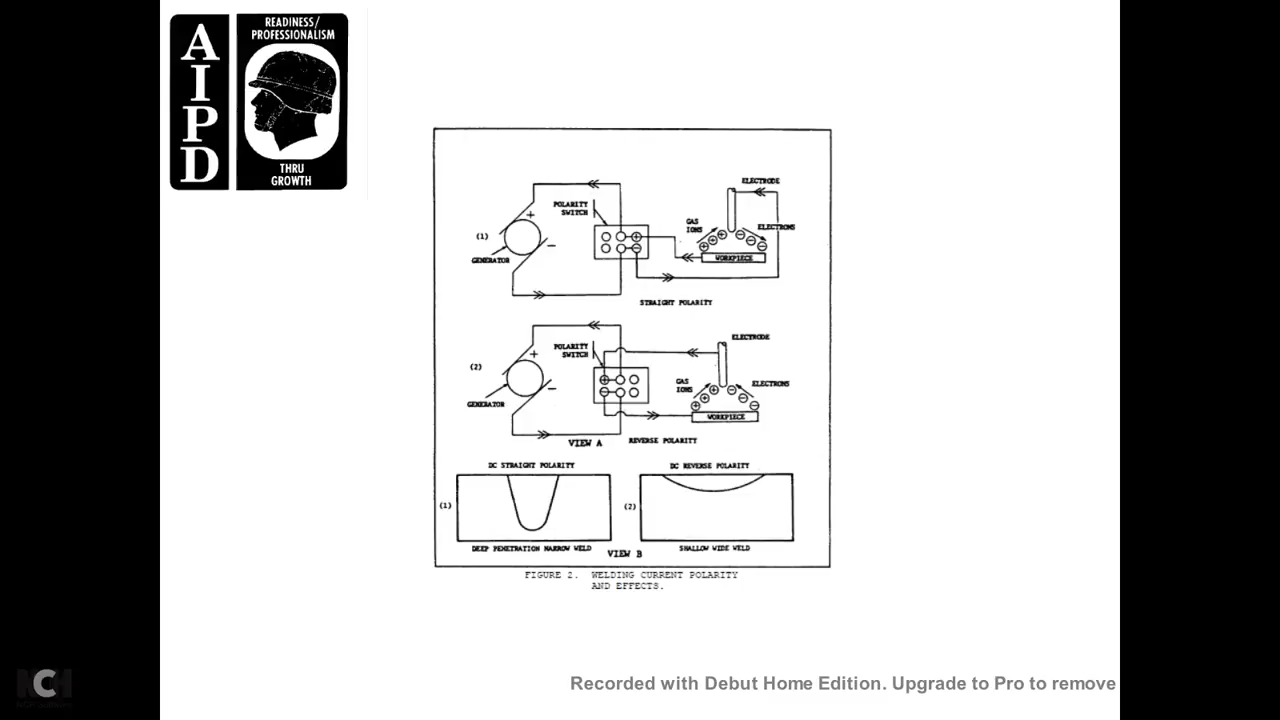 AIPD
READINESS/
PROFESSIONALISM
THRU
GROWTH
ELECTRODE
POLARITY
SWITCH
GAS
IONS
ELECTRONS
(1)
+
−
GENERATOR
WORKPIECE
STRAIGHT POLARITY
ELECTRODE
POLARITY
SWITCH
(2)
+
−
GAS
IONS
ELECTRONS
GENERATOR
WORKPIECE
VIEW A
REVERSE POLARITY
DC STRAIGHT POLARITY
DC REVERSE POLARITY
(1)
(2)
DEEP PENETRATION NARROW WELD
SHALLOW WIDE WELD
VIEW B
FIGURE 2. WELDING CURRENT POLARITY
AND EFFECTS.
Recorded with Debut Home Edition. Upgrade to Pro to remove
NCH